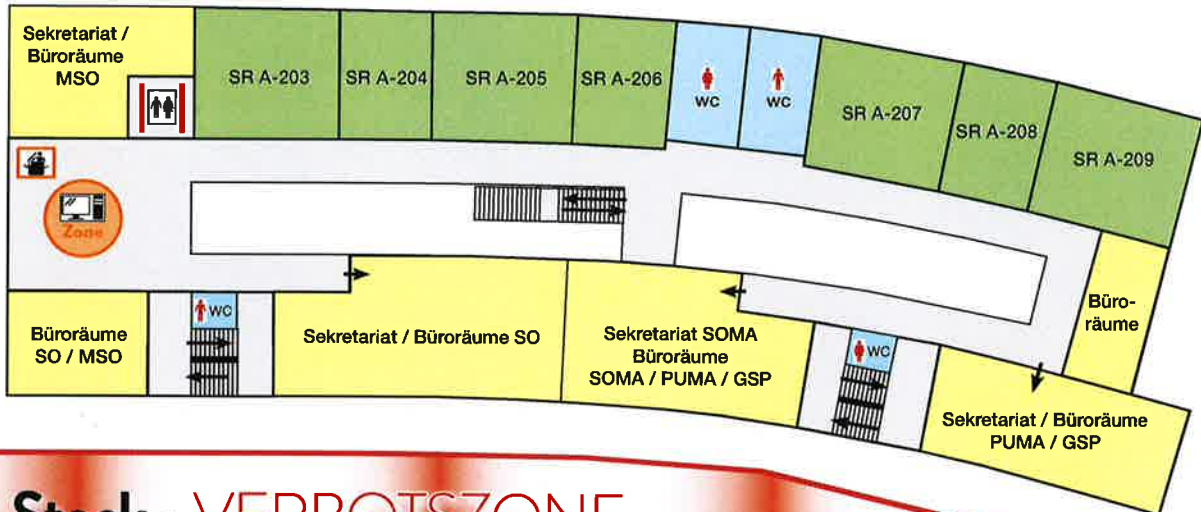 Sekretariat /
Büroräume
MSO
SR A-203
SR A-204
SR A-205
SR A-206
WC
WC
SR A-207
SR A-208
SR A-209
Zone
Büro-
räume
Büroräume
SO / MSO
WC
Sekretariat / Büroräume SO
Sekretariat SOMA
Büroräume
SOMA / PUMA / GSP
WC
Sekretariat / Büroräume
PUMA / GSP
Stock: VERBOTSZONE